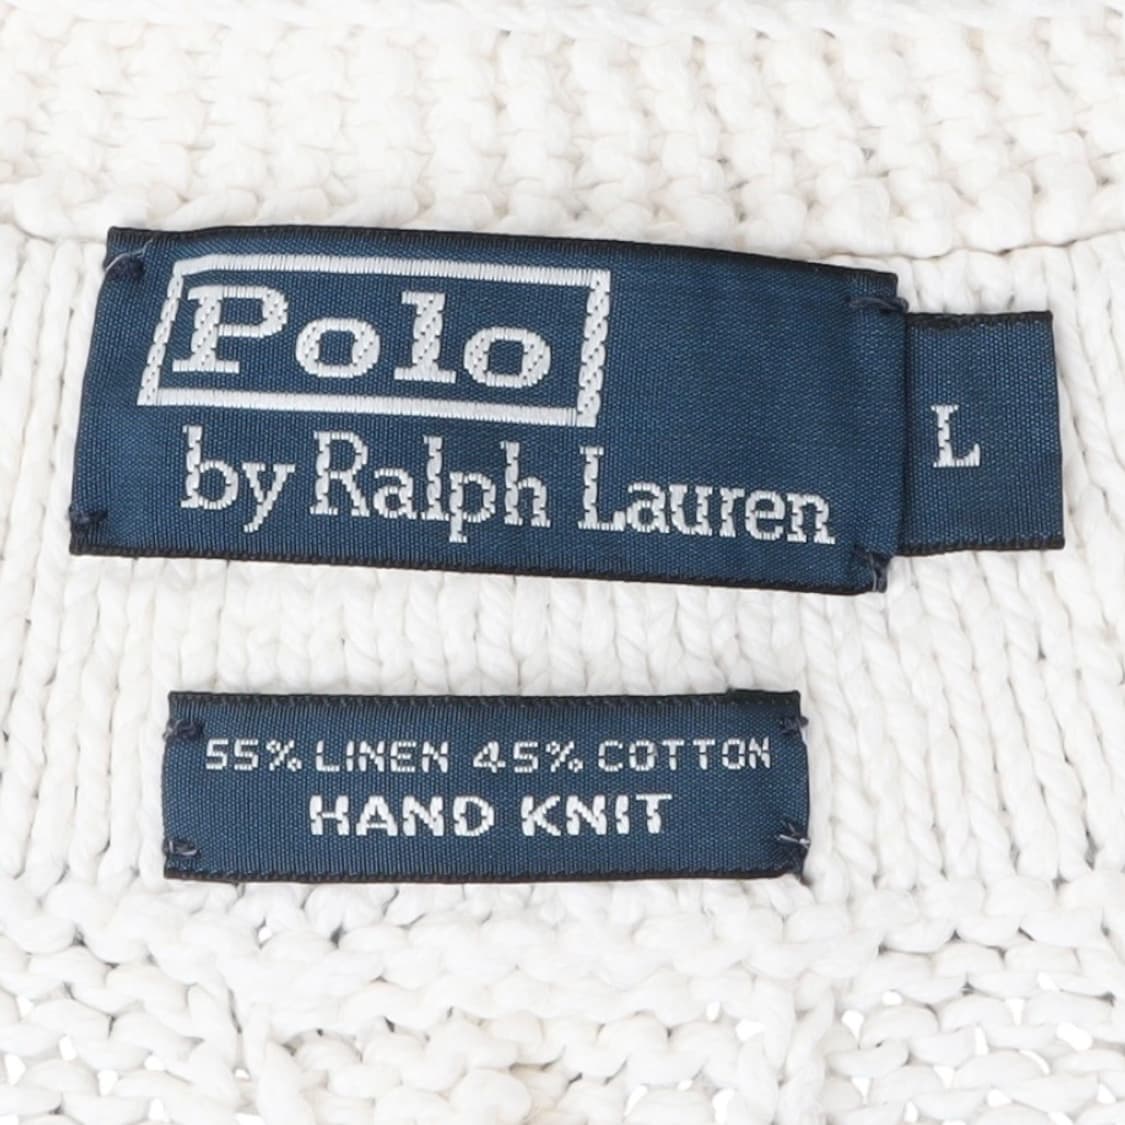 Polo
by Ralph Lauren
L
55% LINEN 45% COTTON
HAND KNIT